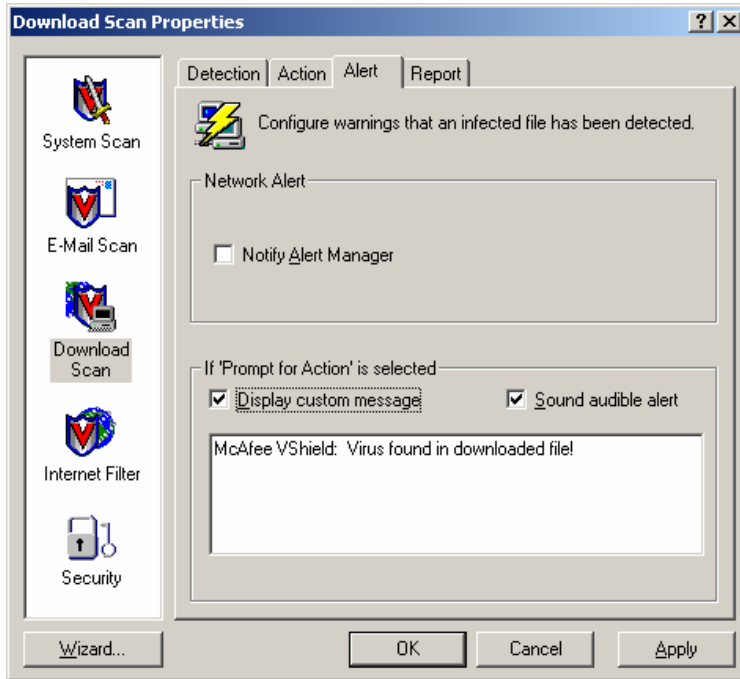 Download Scan Properties
System Scan
E-Mail Scan
Download
Scan
Internet Filter
Security
Detection
Action
Alert
Report
Configure warnings that an infected file has been detected.
Network Alert
Notify Alert Manager
If 'Prompt for Action' is selected
Display custom message
Sound audible alert
McAfee VShield:  Virus found in downloaded file!
Wizard...
OK
Cancel
Apply